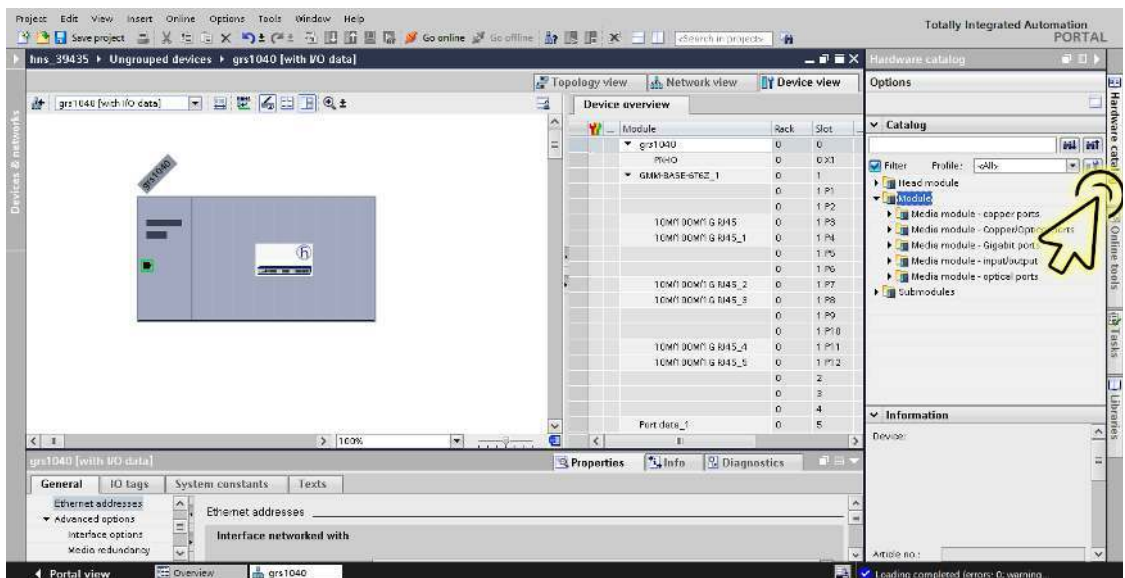 Project Edit View Insert Online Options Tools Window Help
Totally Integrated Automation
PORTAL
Save project
Go online
Go offline
<Search in project>
hns_39435 ▸ Ungrouped devices ▸ grs1040 [with I/O data]
Hardware catalog
Topology view
Network view
Device view
Options
grs1040 [with I/O data]
Device overview
Module Rack Slot
grs1040 0 0
PN-IO 0 0 X1
GMM-BASE-6T6Z_1 0 1
0 1 P1
0 1 P2
10M/100M/1G RJ45 0 1 P3
10M/100M/1G RJ45_1 0 1 P4
0 1 P5
0 1 P6
10M/100M/1G RJ45_2 0 1 P7
10M/100M/1G RJ45_3 0 1 P8
0 1 P9
0 1 P10
10M/100M/1G RJ45_4 0 1 P11
10M/100M/1G RJ45_5 0 1 P12
0 2
0 3
0 4
Port data_1 0 5
grs1040
100%
Catalog
Filter Profile: <All>
Head module
Module
Media module - copper ports
Media module - Copper/Optical ports
Media module - Gigabit ports
Media module - input/output
Media module - optical ports
Submodules
Information
Device:
Article no.:
Devices & networks
Hardware catalog
Online tools
Tasks
Libraries
grs1040 [with I/O data]
Properties
Info
Diagnostics
General
IO tags
System constants
Texts
Ethernet addresses
Advanced options
Interface options
Media redundancy
Ethernet addresses
Interface networked with
Portal view
Overview
grs1040
Loading completed (errors: 0; warning...